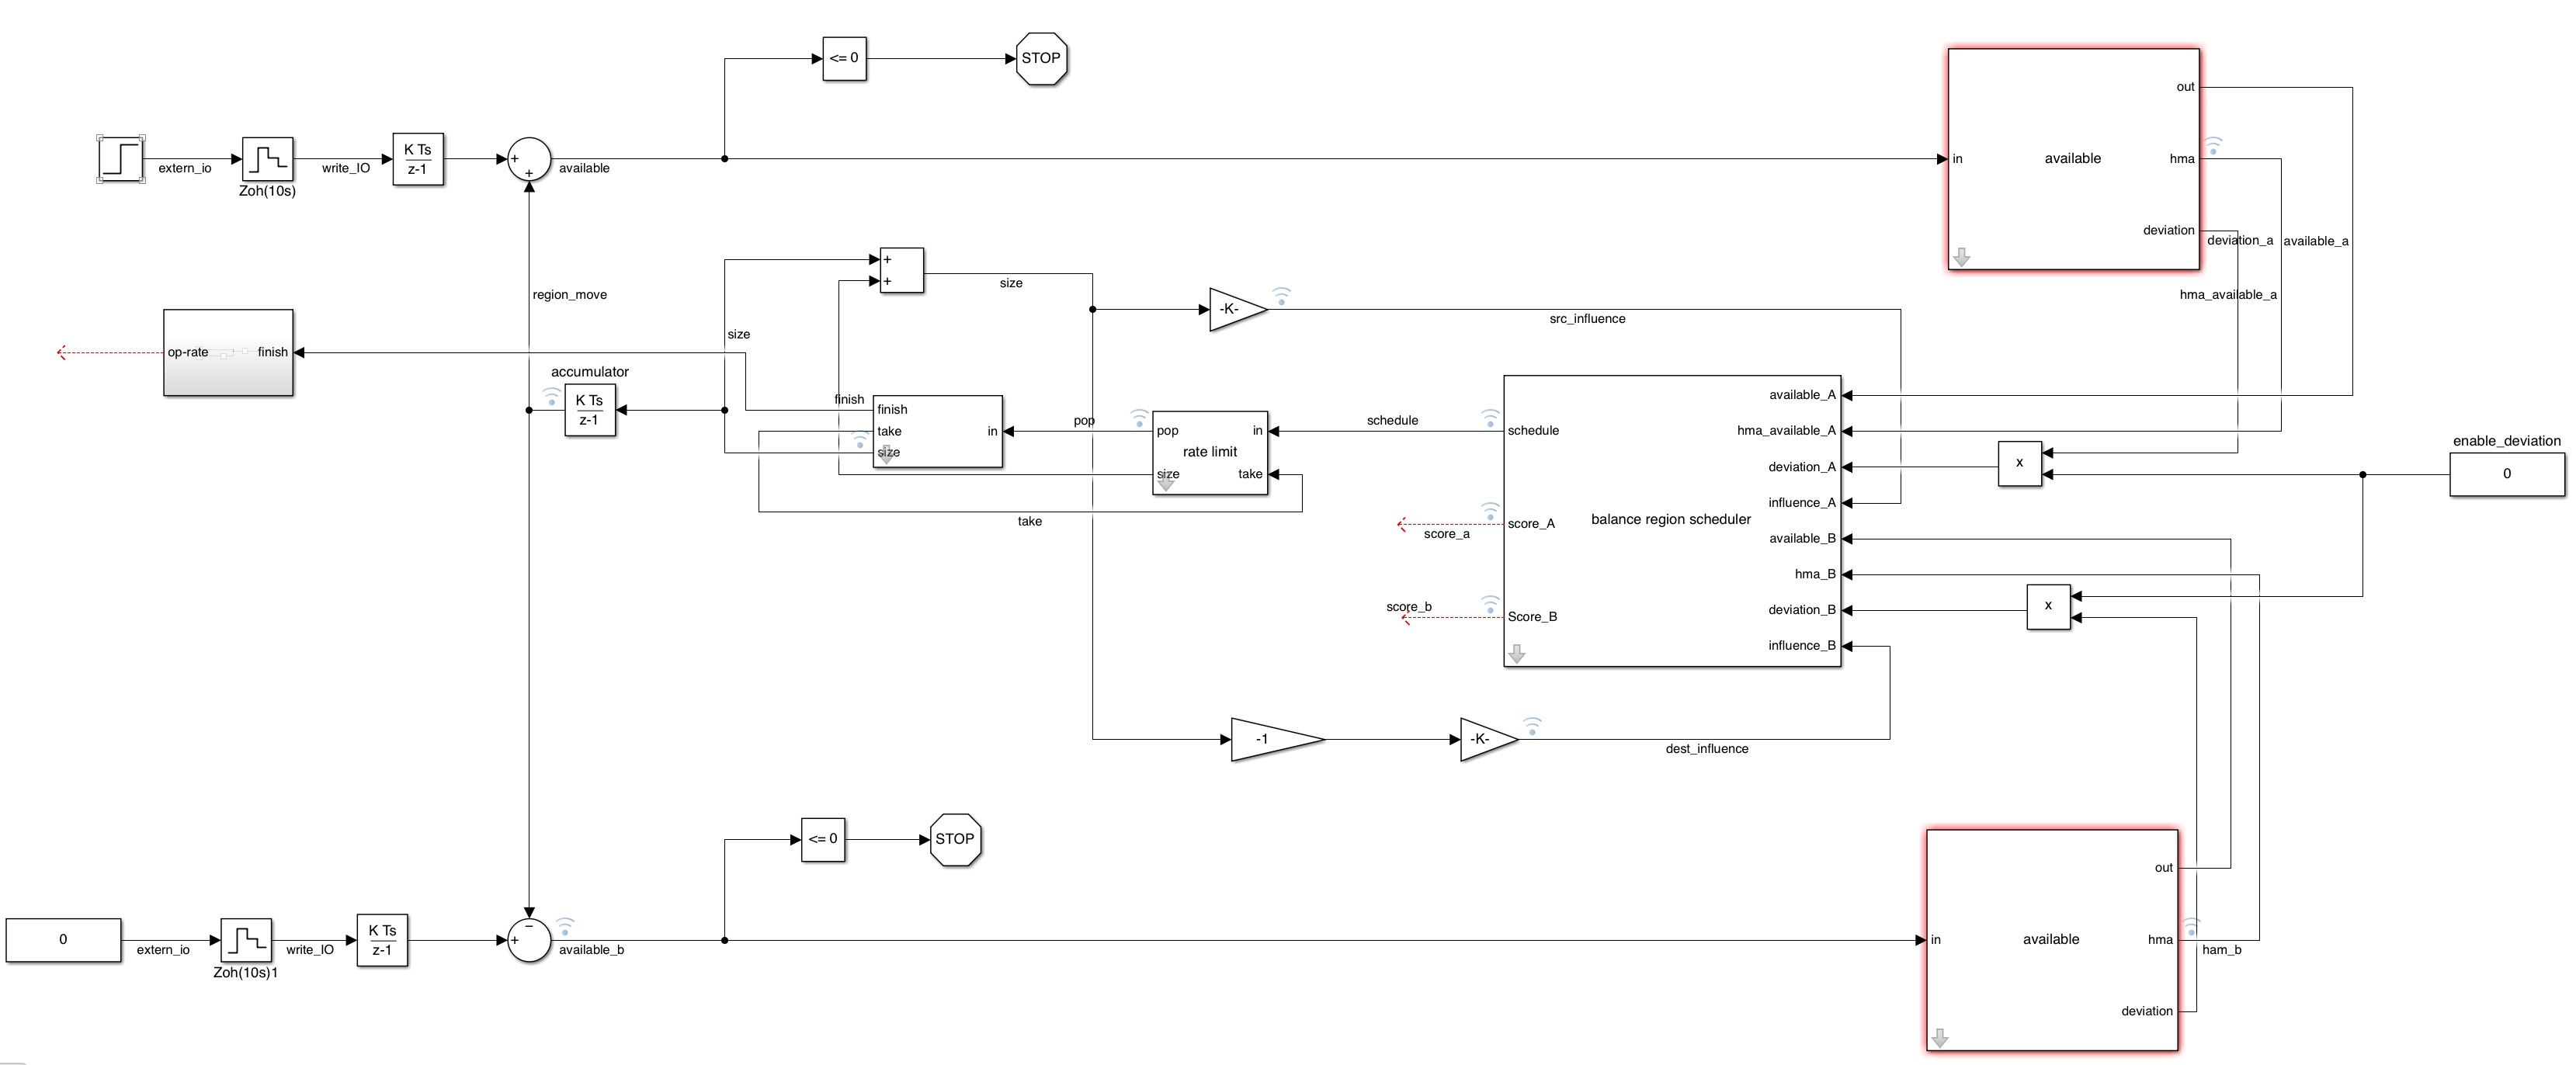 <= 0
STOP
extern_io
Zoh(10s)
write_IO
K Ts
z-1
+
+
available
in
available
out
hma
deviation
deviation_a
available_a
hma_available_a
region_move
+
+
size
size
-K-
src_influence
op-rate
finish
accumulator
K Ts
z-1
finish
finish
take
size
in
pop
pop
in
rate limit
size
take
take
schedule
schedule
score_A
score_a
score_b
Score_B
balance region scheduler
available_A
hma_available_A
deviation_A
influence_A
available_B
hma_B
deviation_B
influence_B
x
x
enable_deviation
0
-1
-K-
dest_influence
<= 0
STOP
0
extern_io
Zoh(10s)1
write_IO
K Ts
z-1
+
−
available_b
in
available
out
hma
ham_b
deviation